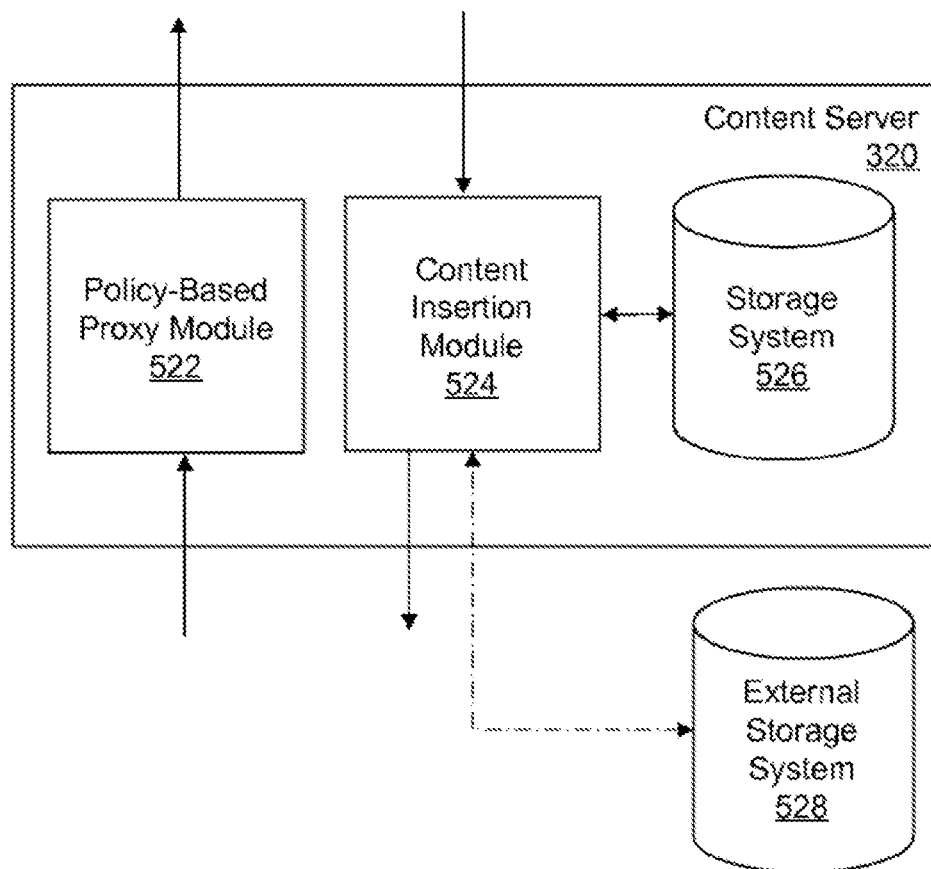 Content Server
320
Policy-Based
Proxy Module
522
Content
Insertion
Module
524
Storage
System
526
External
Storage
System
528